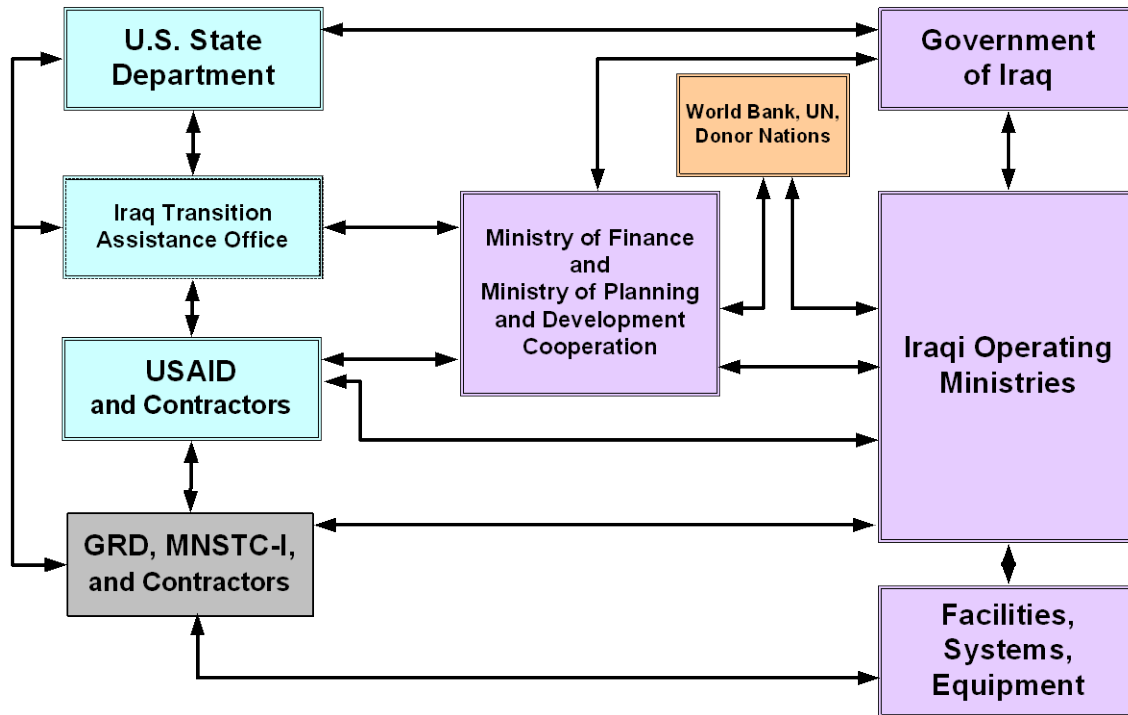 U.S. State
Department
Government
of Iraq
World Bank, UN,
Donor Nations
Iraq Transition
Assistance Office
Ministry of Finance
and
Ministry of Planning
and Development
Cooperation
Iraqi Operating
Ministries
USAID
and Contractors
GRD, MNSTC-I,
and Contractors
Facilities,
Systems,
Equipment